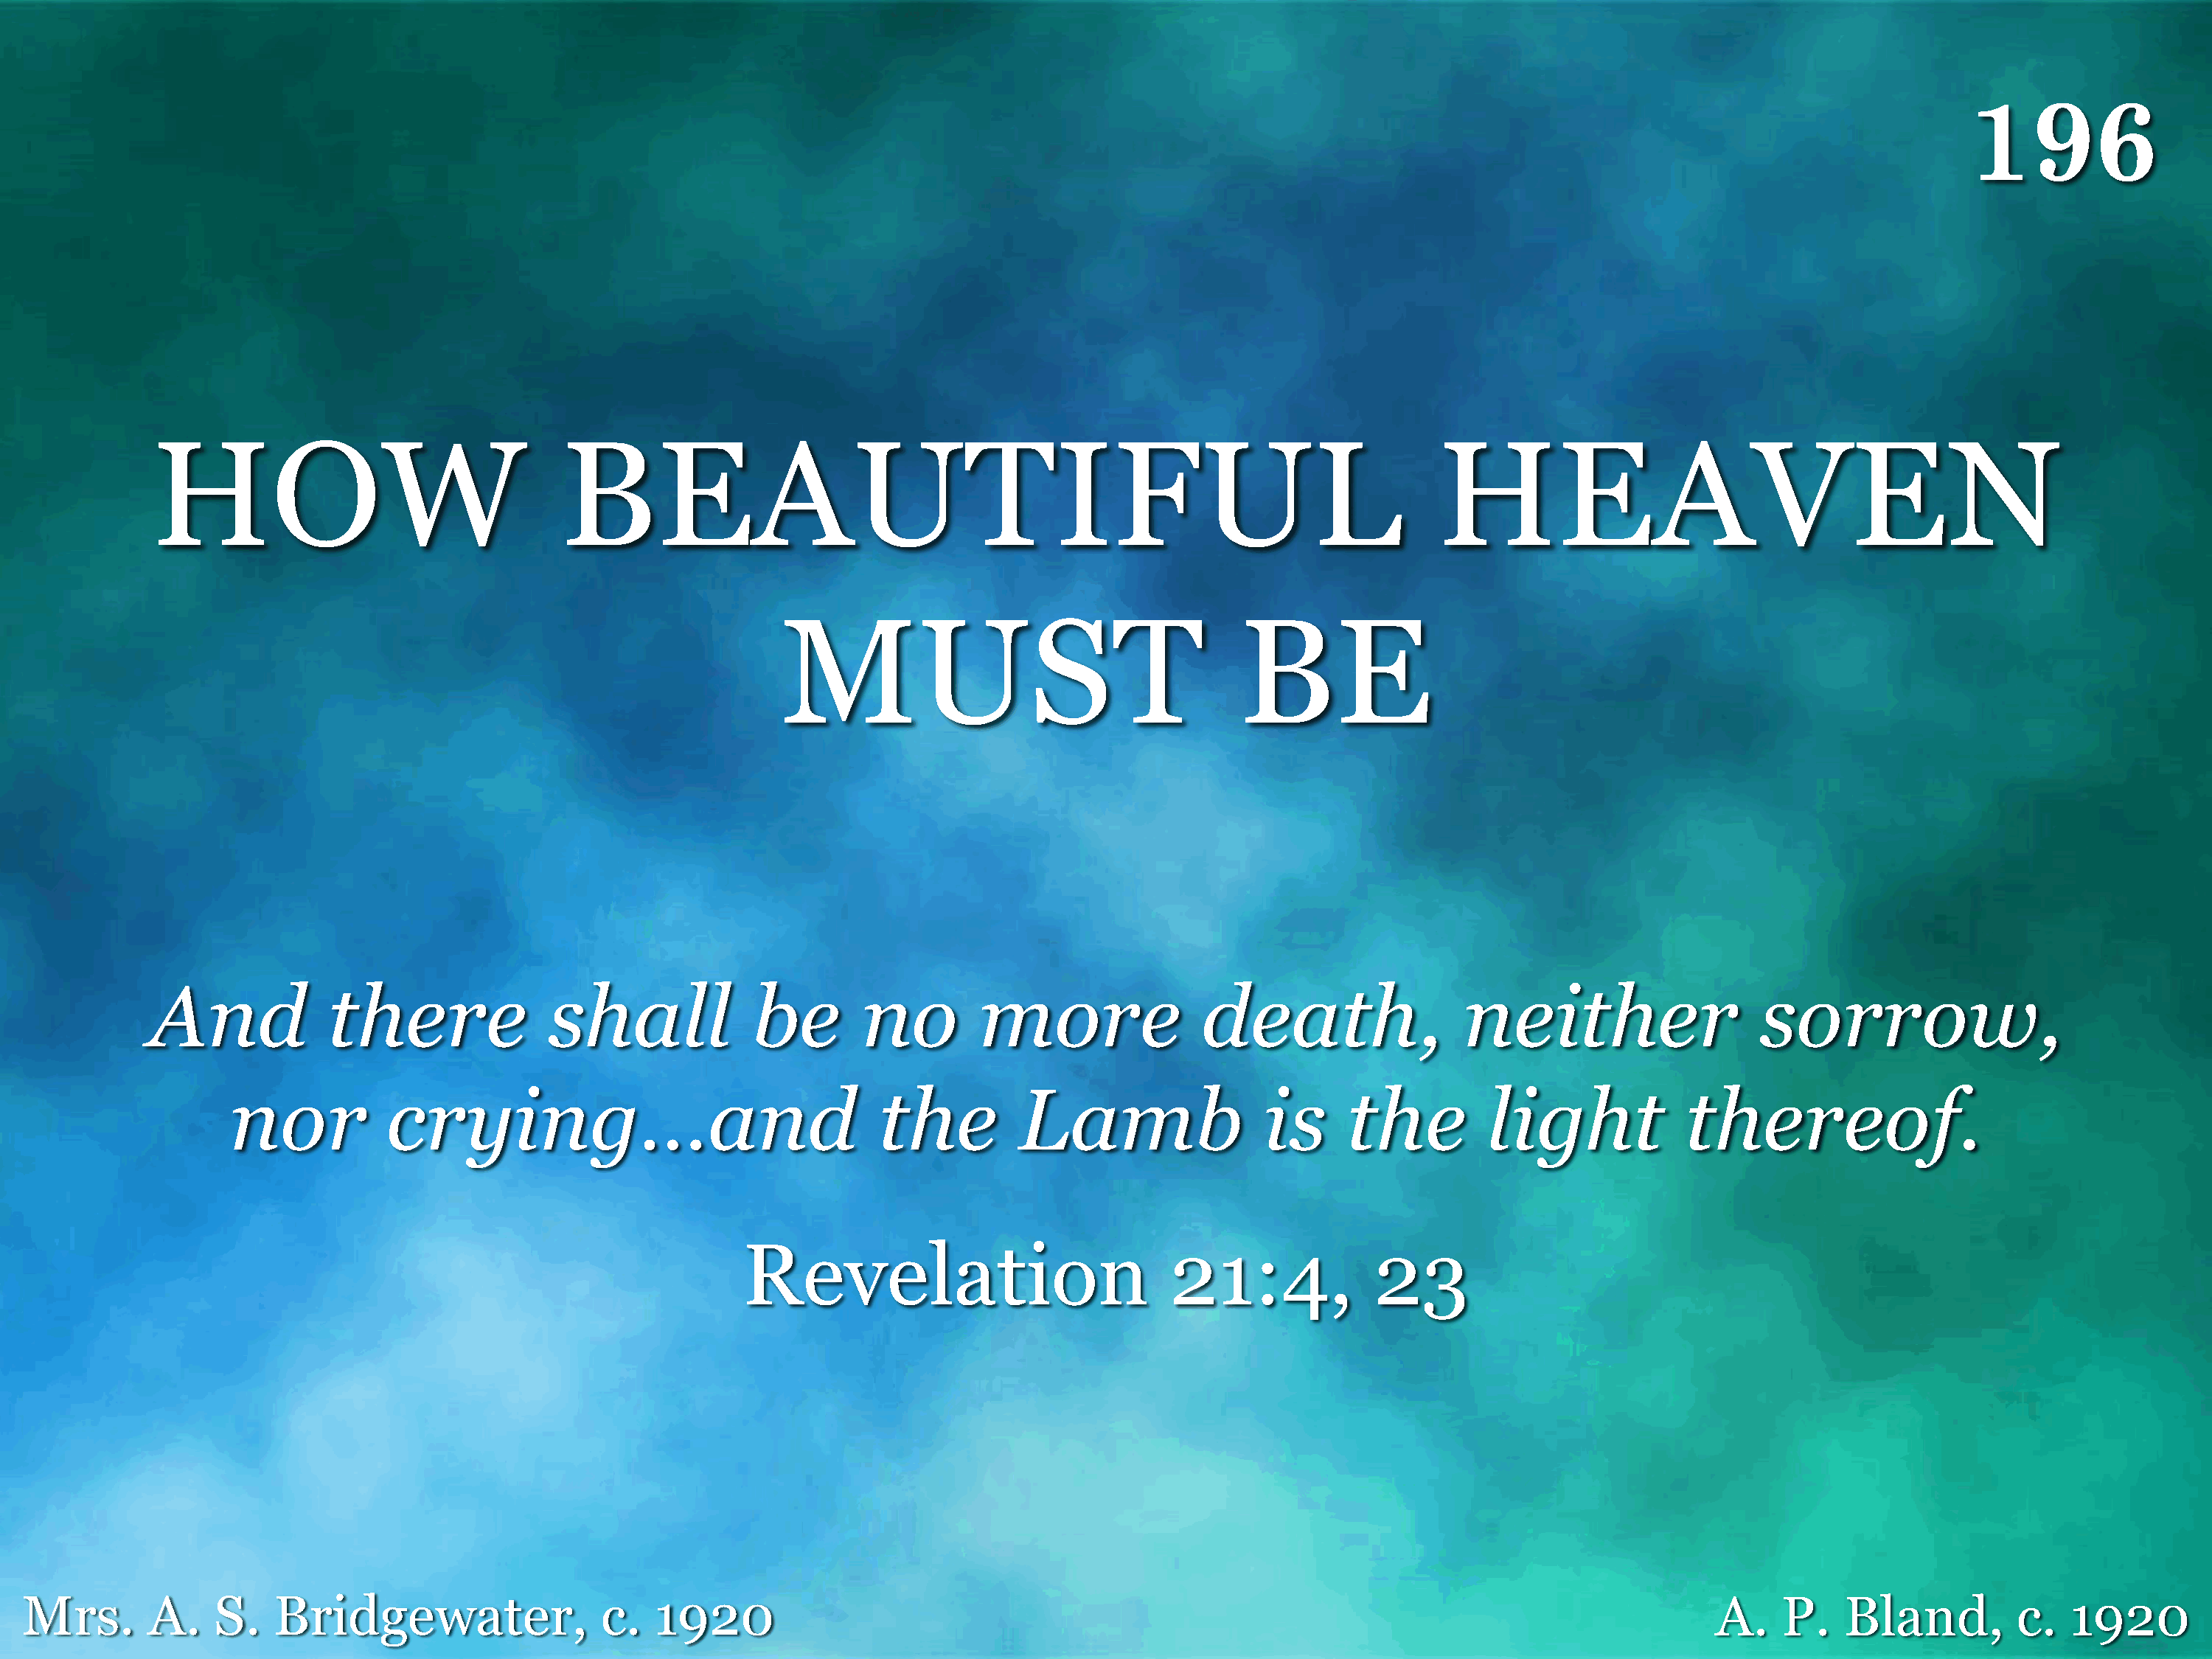 196
HOW BEAUTIFUL HEAVEN
MUST BE
And there shall be no more death, neither sorrow,
nor crying…and the Lamb is the light thereof.
Revelation 21:4, 23
Mrs. A. S. Bridgewater, c. 1920
A. P. Bland, c. 1920